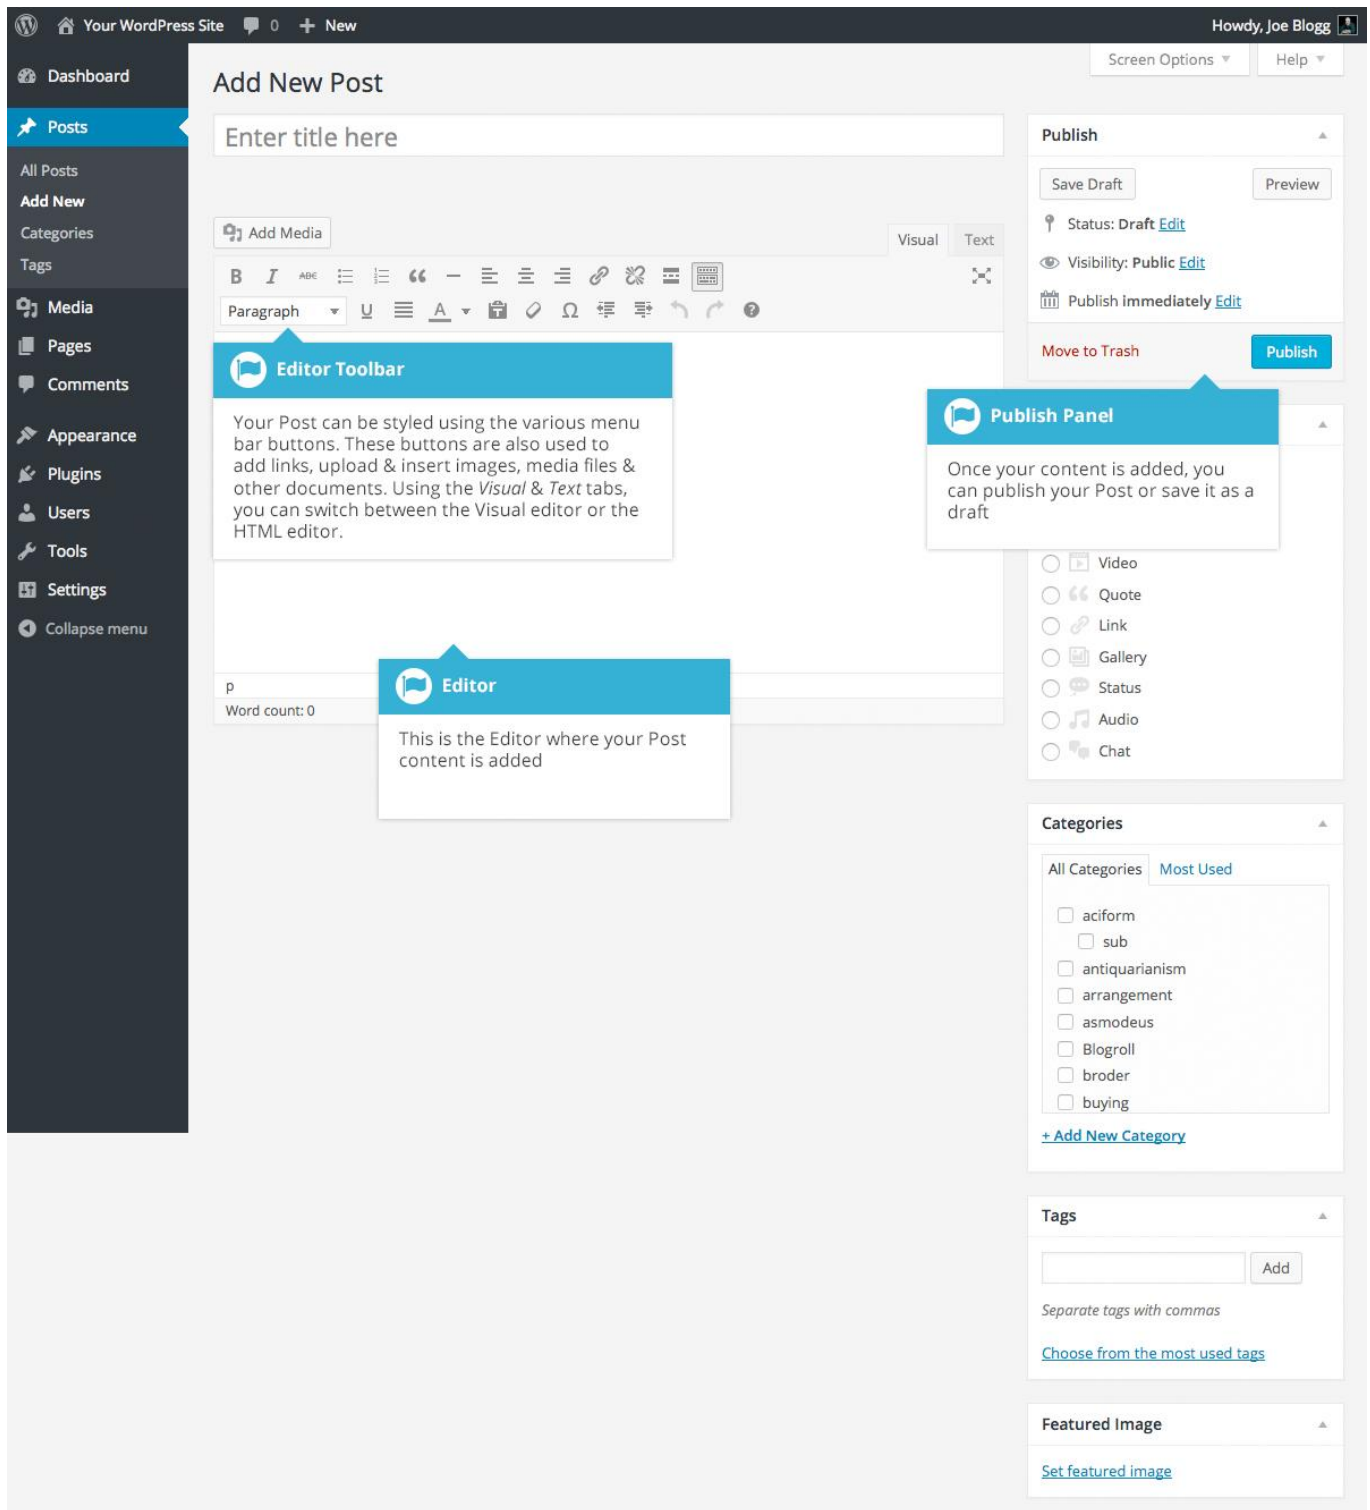 Your WordPress Site 0 + New Howdy, Joe Blogg
Screen Options Help
Dashboard
Posts
All Posts
Add New
Categories
Tags
Media
Pages
Comments
Appearance
Plugins
Users
Tools
Settings
Collapse menu
Add New Post
Enter title here
Add Media
Visual Text
B I ABC
Paragraph U A Ω
Editor Toolbar
Your Post can be styled using the various menu
bar buttons. These buttons are also used to
add links, upload & insert images, media files &
other documents. Using the Visual & Text tabs,
you can switch between the Visual editor or the
HTML editor.
p
Word count: 0
Editor
This is the Editor where your Post
content is added
Publish
Save Draft Preview
Status: Draft Edit
Visibility: Public Edit
Publish immediately Edit
Move to Trash Publish
Publish Panel
Once your content is added, you
can publish your Post or save it as a
draft
Video
Quote
Link
Gallery
Status
Audio
Chat
Categories
All Categories Most Used
aciform
sub
antiquarianism
arrangement
asmodeus
Blogroll
broder
buying
+ Add New Category
Tags
Add
Separate tags with commas
Choose from the most used tags
Featured Image
Set featured image